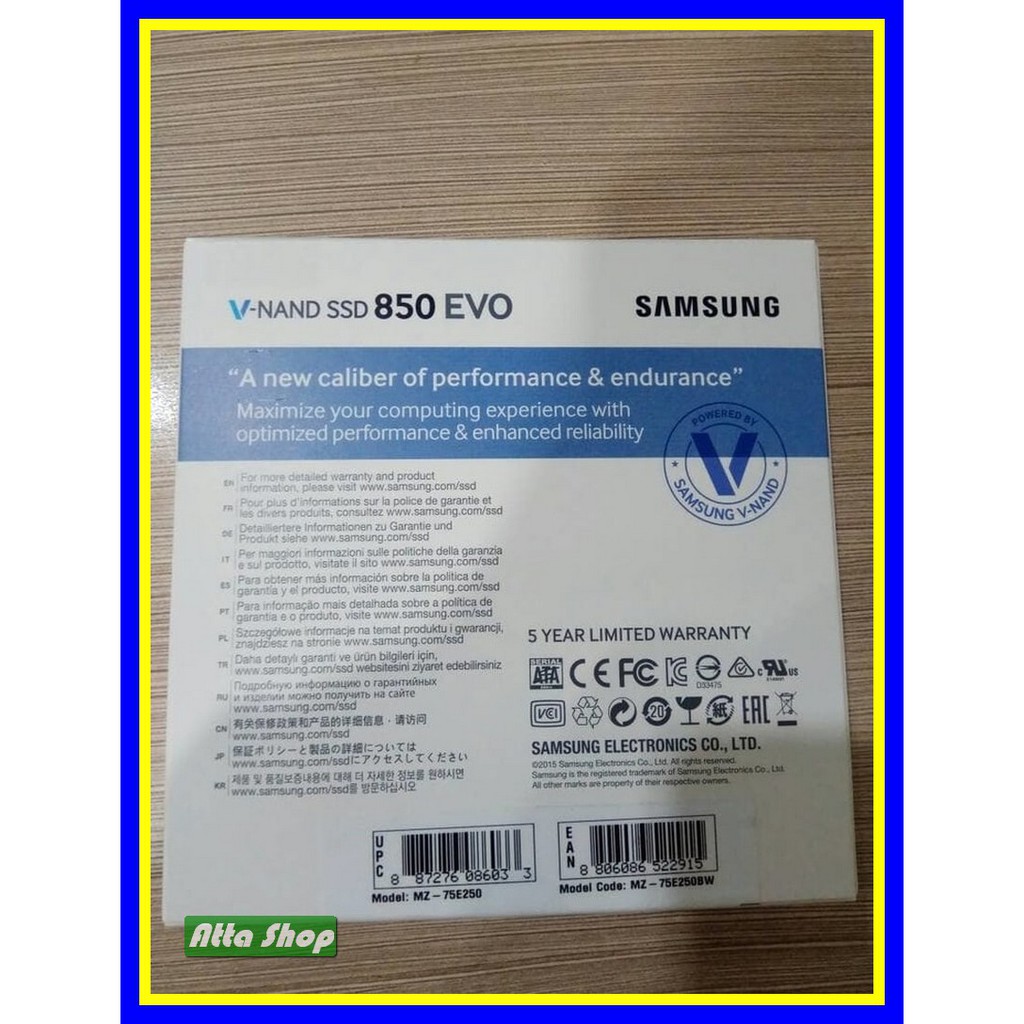 V-NAND SSD 850 EVO
SAMSUNG
"A new caliber of performance & endurance"
Maximize your computing experience with
optimized performance & enhanced reliability
POWERED BY
V
SAMSUNG V-NAND
EN For more detailed warranty and product
information, please visit www.samsung.com/ssd
FR Pour plus d'informations sur la police de garantie et
les divers produits, consultez www.samsung.com/ssd
DE Detailliertere Informationen zu Garantie und
Produkt siehe www.samsung.com/ssd
IT Per maggiori informazioni sulle politiche della garanzia
e sul prodotto, visitate il sito www.samsung.com/ssd
ES Para obtener más información sobre la política de
garantía y el producto, visite www.samsung.com/ssd
PT Para informação mais detalhada sobre a política de
garantia e o produto, visite www.samsung.com/ssd
PL Szczegółowe informacje na temat produktu i gwarancji,
znajdziesz na stronie www.samsung.com/ssd
TR Daha detaylı garanti ve ürün bilgileri için,
www.samsung.com/ssd websitesini ziyaret edebilirsiniz
RU Подробную информацию о гарантийных
и изделии можно получить на сайте
www.samsung.com/ssd
CN 有关保修政策和产品的详细信息，请访问
www.samsung.com/ssd
JP 保証ポリシーと製品の詳細については
www.samsung.com/ssdにアクセスしてください
KR 제품 및 품질보증내용에 대해 더 자세한 정보를 원하시면
www.samsung.com/ssd를 방문하십시오
5 YEAR LIMITED WARRANTY
SERIAL ATA CE FC D33475 c UL US
VCI 20 紙 EAC
SAMSUNG ELECTRONICS CO., LTD.
©2015 Samsung Electronics Co., Ltd. All rights reserved.
Samsung is the registered trademark of Samsung Electronics Co., Ltd.
All other marks are property of their respective owners.
UPC
8 87276 08603 3
Model: MZ-75E250
EAN
8 806086 522915
Model Code: MZ-75E250BW
Atta Shop